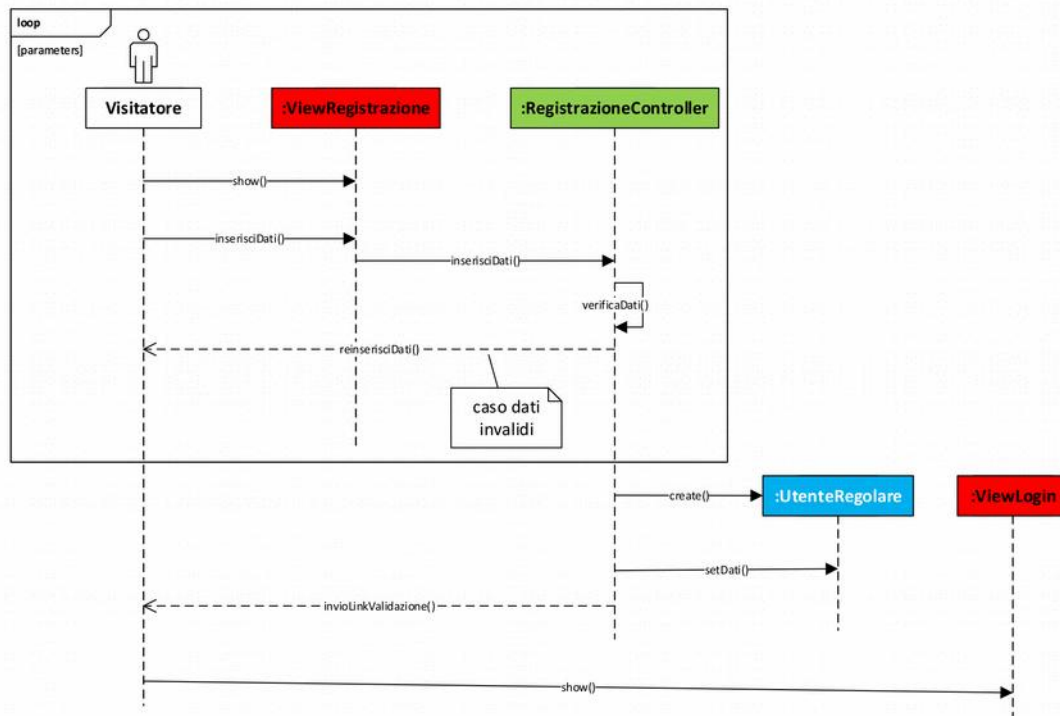 loop
[parameters]
Visitatore
:ViewRegistrazione
:RegistrazioneController
show()
inserisciDati()
inserisciDati()
verificaDati()
reinserisciDati()
caso dati
invalidi
create()
:UtenteRegolare
:ViewLogin
setDati()
invioLinkValidazione()
show()